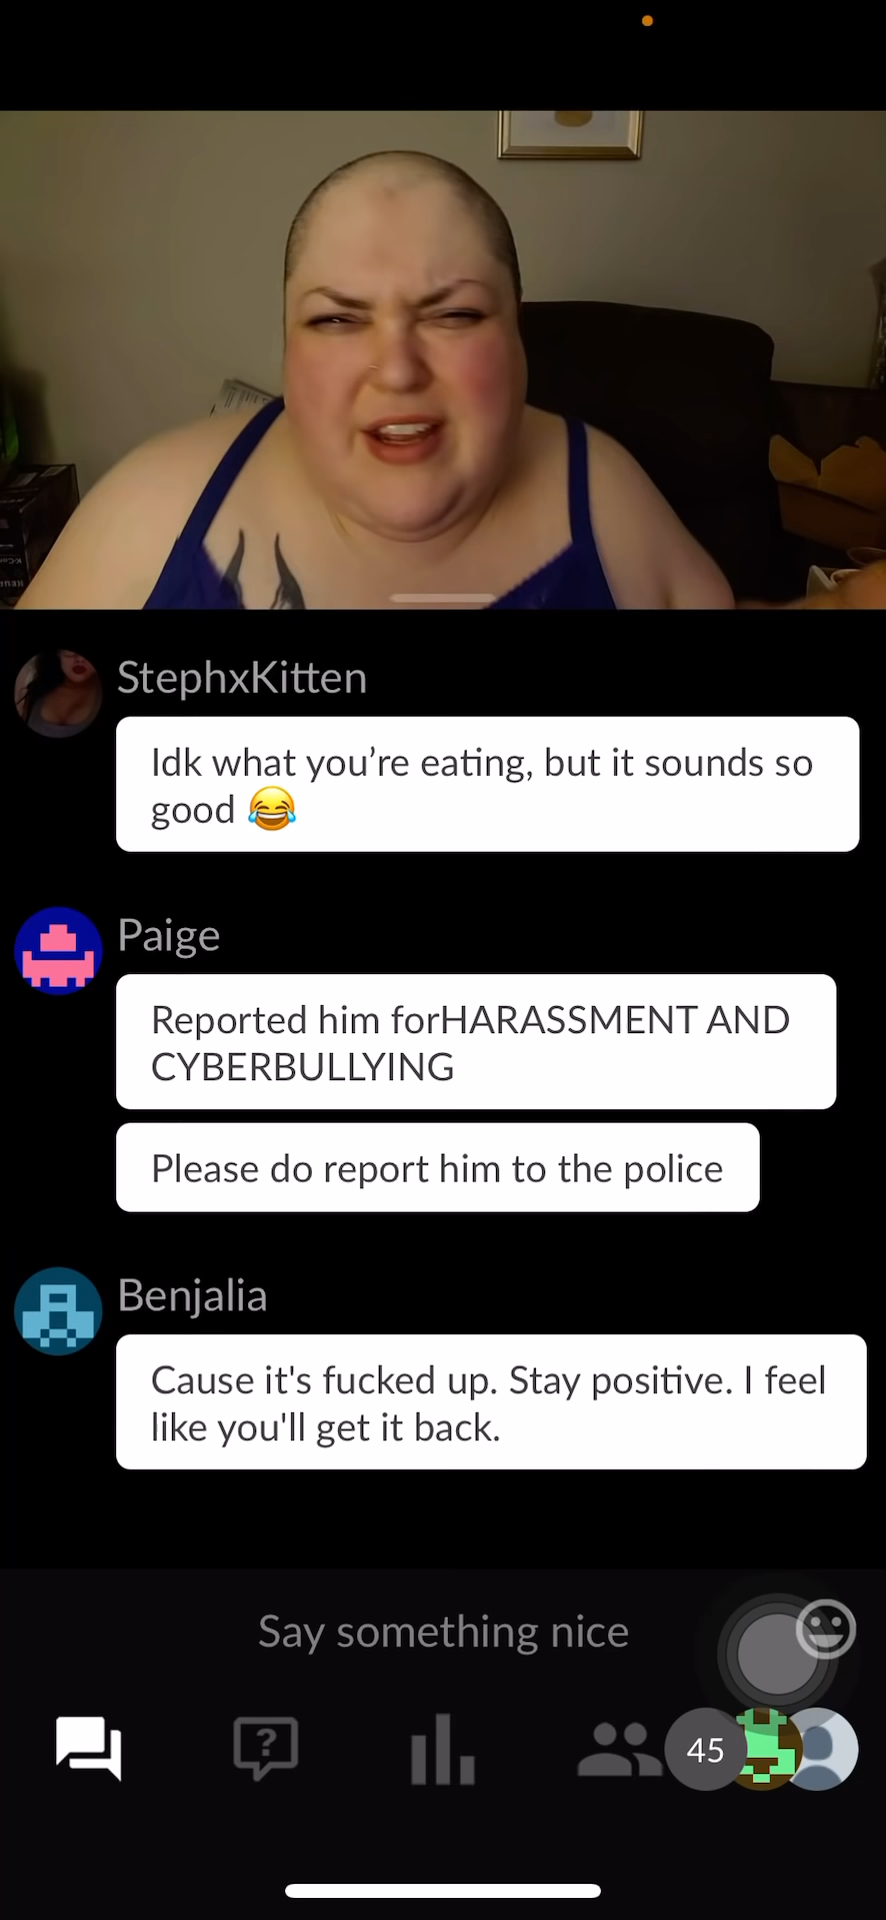 StephxKitten
Idk what you’re eating, but it sounds so
good 😂
Paige
Reported him forHARASSMENT AND
CYBERBULLYING
Please do report him to the police
Benjalia
Cause it's fucked up. Stay positive. I feel
like you'll get it back.
Say something nice
?
45